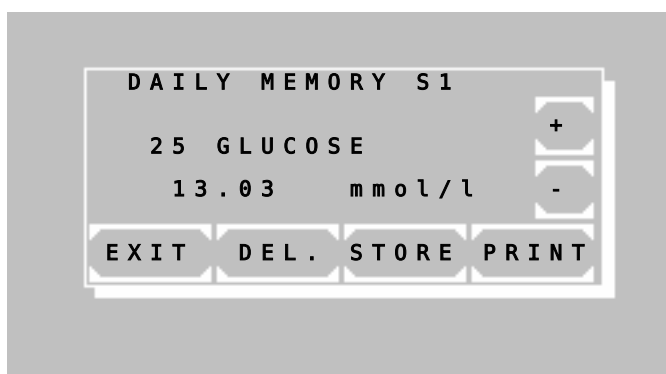 DAILY MEMORY S1
+
25 GLUCOSE
13.03 mmol/l
-
EXIT DEL. STORE PRINT